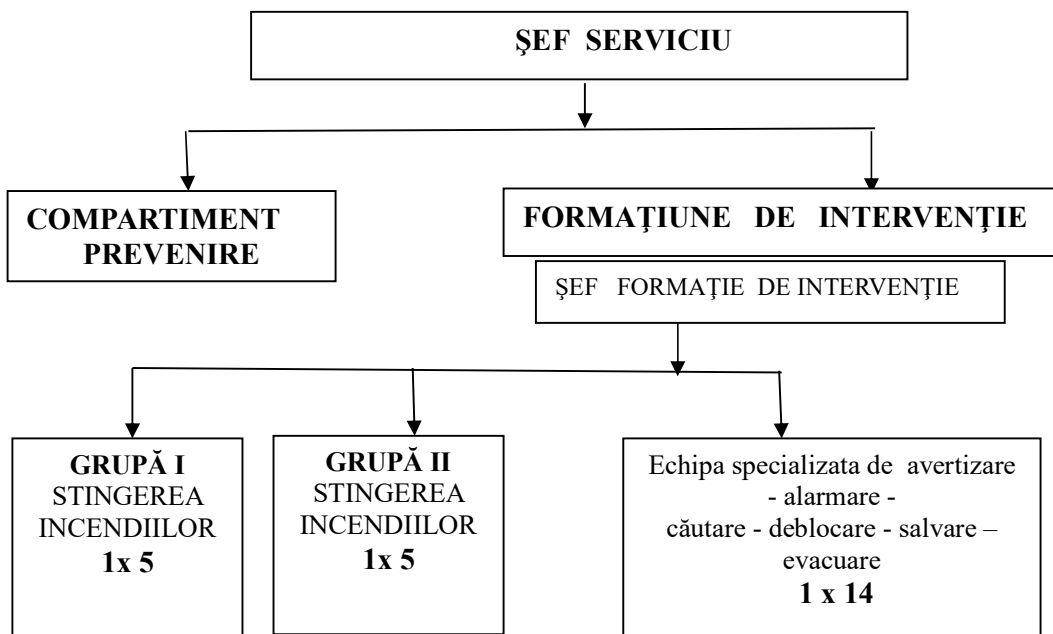 ŞEF SERVICIU
COMPARTIMENT
PREVENIRE
FORMAŢIUNE DE INTERVENŢIE
ŞEF FORMAŢIE DE INTERVENŢIE
GRUPĂ I
STINGEREA
INCENDIILOR
1x 5
GRUPĂ II
STINGEREA
INCENDIILOR
1x 5
Echipa specializata de avertizare
- alarmare -
căutare - deblocare - salvare –
evacuare
1 x 14